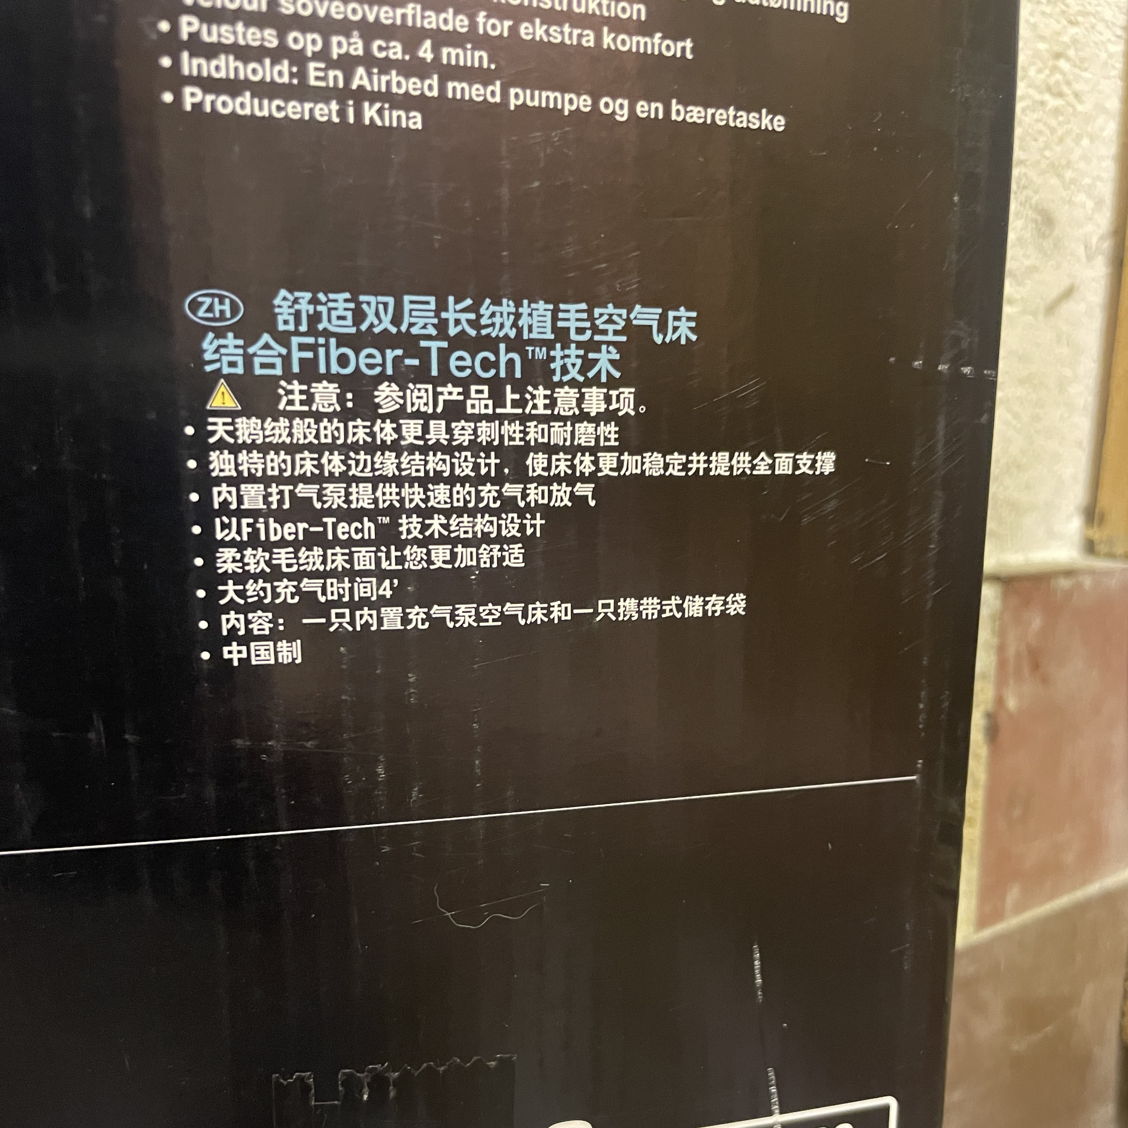 konstruktion
og udtømning
velour soveoverflade for ekstra komfort
• Pustes op på ca. 4 min.
• Indhold: En Airbed med pumpe og en bæretaske
• Produceret i Kina
ZH 舒适双层长绒植毛空气床
结合Fiber-Tech™技术
注意：参阅产品上注意事项。
• 天鹅绒般的床体更具穿刺性和耐磨性
• 独特的床体边缘结构设计，使床体更加稳定并提供全面支撑
• 内置打气泵提供快速的充气和放气
• 以Fiber-Tech™ 技术结构设计
• 柔软毛绒床面让您更加舒适
• 大约充气时间4'
• 内容：一只内置充气泵空气床和一只携带式储存袋
• 中国制